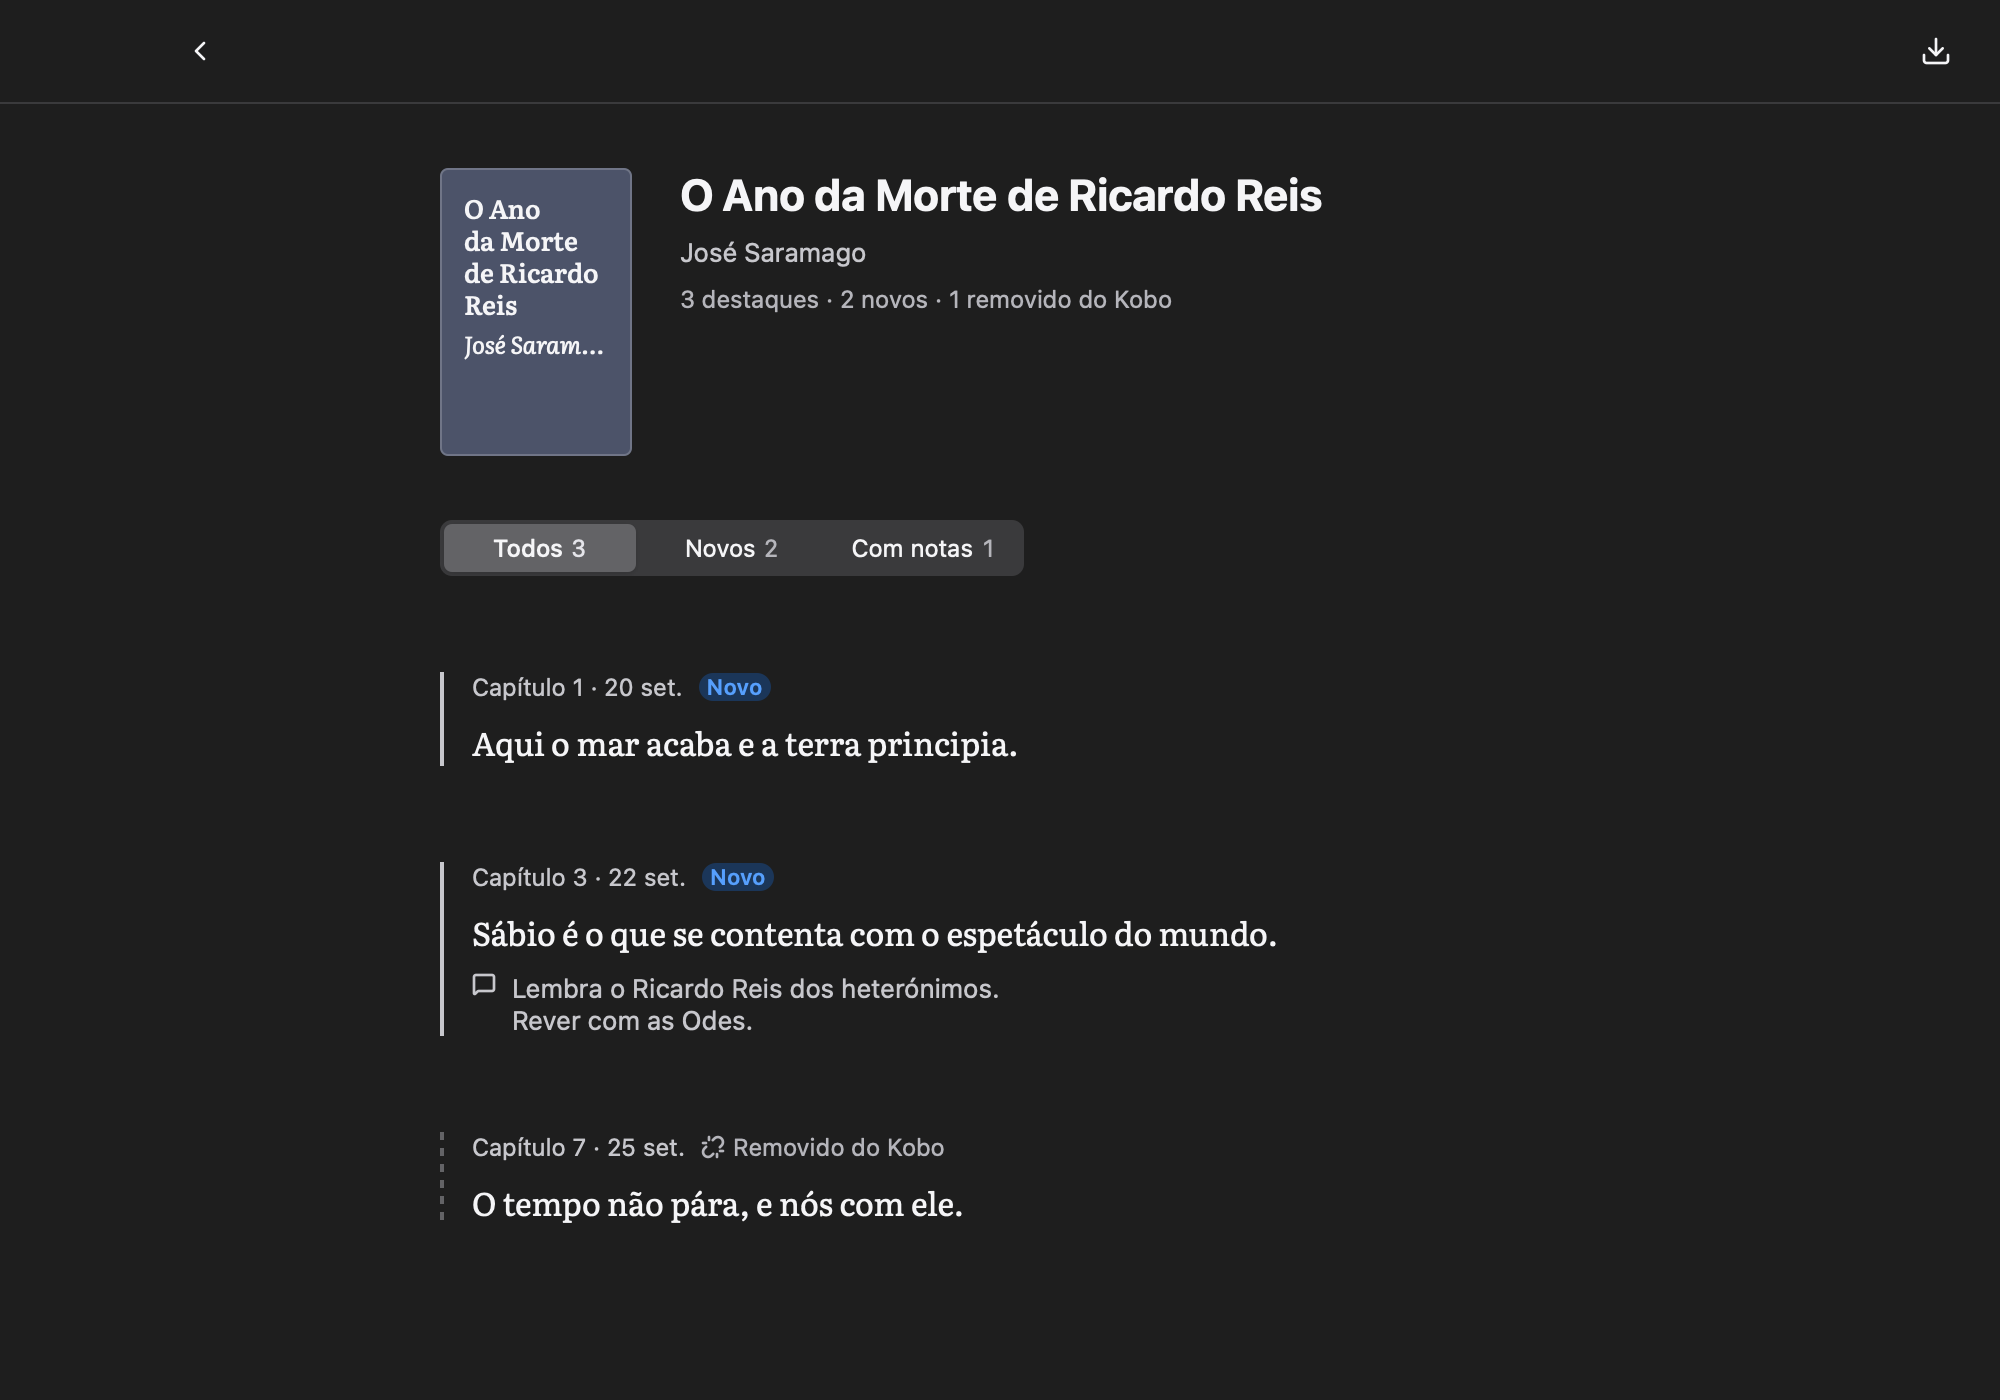 O Ano
da Morte
de Ricardo
Reis
José Saram...
O Ano da Morte de Ricardo Reis
José Saramago
3 destaques · 2 novos · 1 removido do Kobo
Todos 3 Novos 2 Com notas 1
Capítulo 1 · 20 set. Novo
Aqui o mar acaba e a terra principia.
Capítulo 3 · 22 set. Novo
Sábio é o que se contenta com o espetáculo do mundo.
Lembra o Ricardo Reis dos heterónimos.
Rever com as Odes.
Capítulo 7 · 25 set. Removido do Kobo
O tempo não pára, e nós com ele.